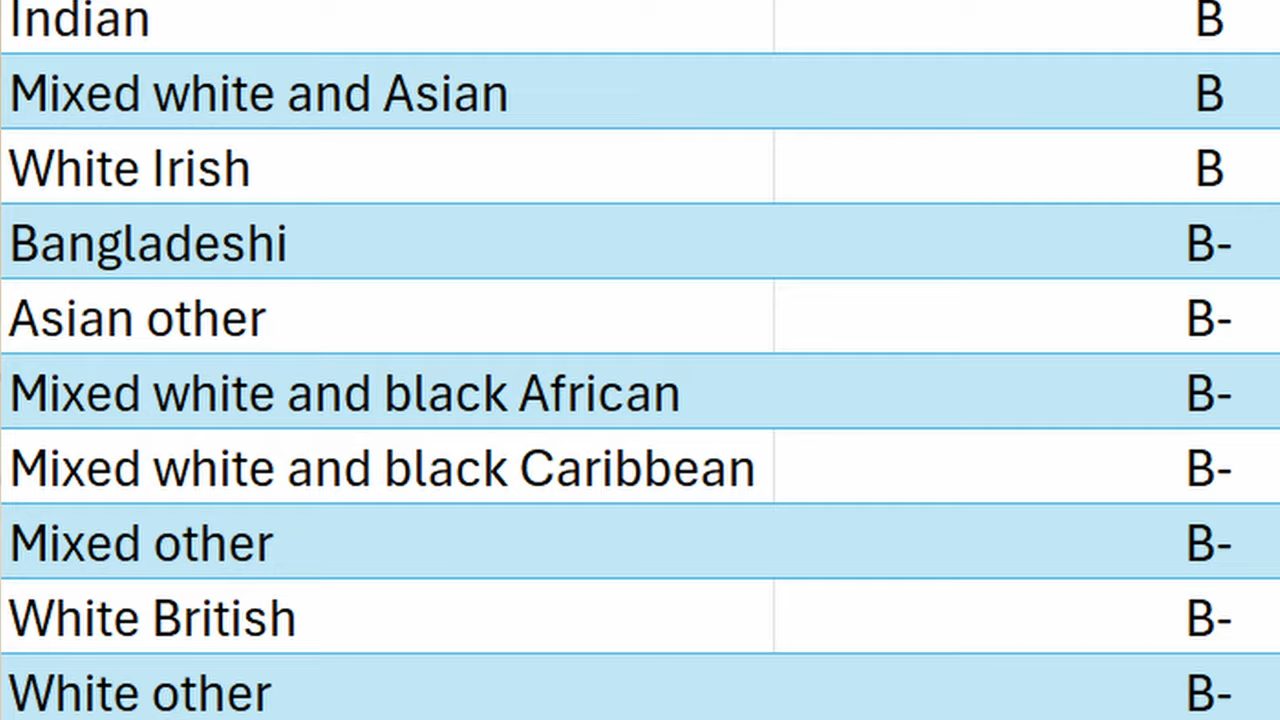 Indian B
Mixed white and Asian B
White Irish B
Bangladeshi B-
Asian other B-
Mixed white and black African B-
Mixed white and black Caribbean B-
Mixed other B-
White British B-
White other B-